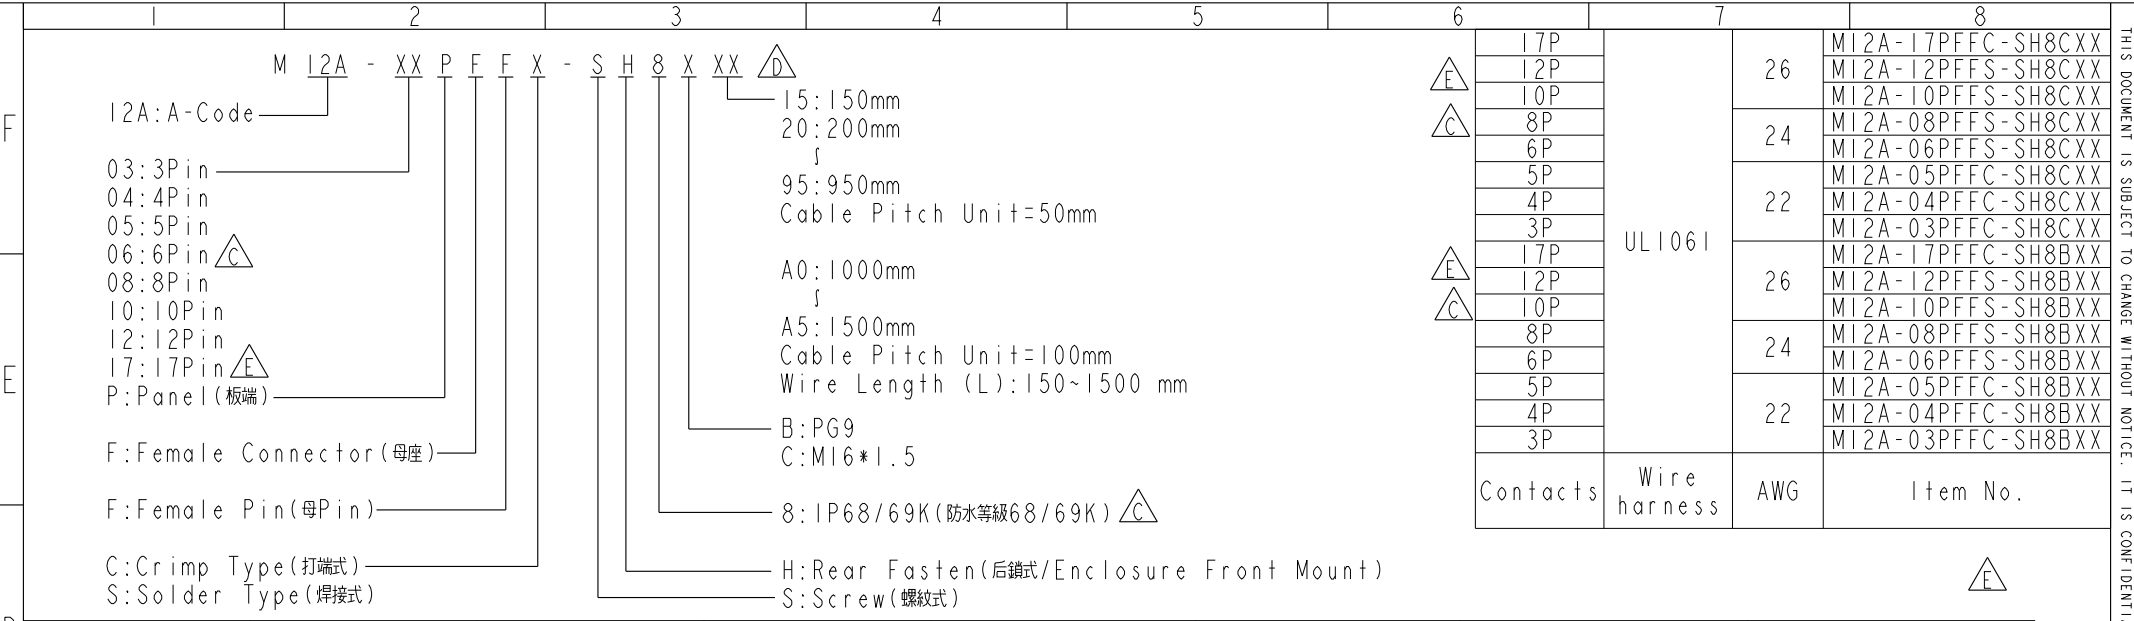 1 2 3 4 5 6 7 8
M 12A - XX P F F X - S H 8 X XX D
12A:A-Code
03:3Pin
04:4Pin
05:5Pin
06:6Pin C
08:8Pin
10:10Pin
12:12Pin
17:17Pin E
P:Panel(板端)
F:Female Connector(母座)
F:Female Pin(母Pin)
C:Crimp Type(打端式)
S:Solder Type(焊接式)
15:150mm
20:200mm
∫
95:950mm
Cable Pitch Unit=50mm
A0:1000mm
∫
A5:1500mm
Cable Pitch Unit=100mm
Wire Length (L):150~1500 mm
B:PG9
C:M16*1.5
8:IP68/69K(防水等級68/69K) C
H:Rear Fasten(后鎖式/Enclosure Front Mount)
S:Screw(螺紋式)
17P UL1061 26 M12A-17PFFC-SH8CXX
E 12P M12A-12PFFS-SH8CXX
10P M12A-10PFFS-SH8CXX
C 8P 24 M12A-08PFFS-SH8CXX
6P M12A-06PFFS-SH8CXX
5P 22 M12A-05PFFC-SH8CXX
4P M12A-04PFFC-SH8CXX
3P M12A-03PFFC-SH8CXX
E 17P 26 M12A-17PFFC-SH8BXX
12P M12A-12PFFS-SH8BXX
C 10P M12A-10PFFS-SH8BXX
8P 24 M12A-08PFFS-SH8BXX
6P M12A-06PFFS-SH8BXX
5P 22 M12A-05PFFC-SH8BXX
4P M12A-04PFFC-SH8BXX
3P M12A-03PFFC-SH8BXX
Contacts Wire harness AWG Item No.
E
F
E
THIS DOCUMENT IS SUBJECT TO CHANGE WITHOUT NOTICE. IT IS